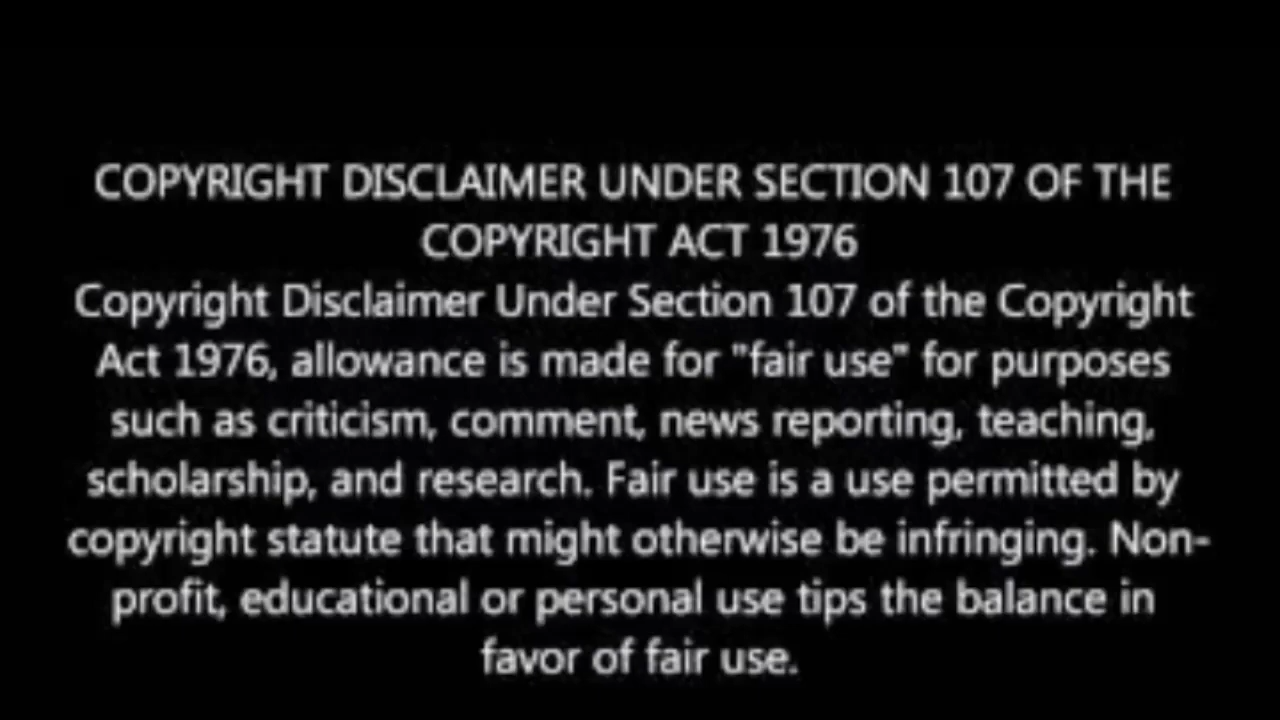 COPYRIGHT DISCLAIMER UNDER SECTION 107 OF THE
COPYRIGHT ACT 1976
Copyright Disclaimer Under Section 107 of the Copyright
Act 1976, allowance is made for "fair use" for purposes
such as criticism, comment, news reporting, teaching,
scholarship, and research. Fair use is a use permitted by
copyright statute that might otherwise be infringing. Non-
profit, educational or personal use tips the balance in
favor of fair use.